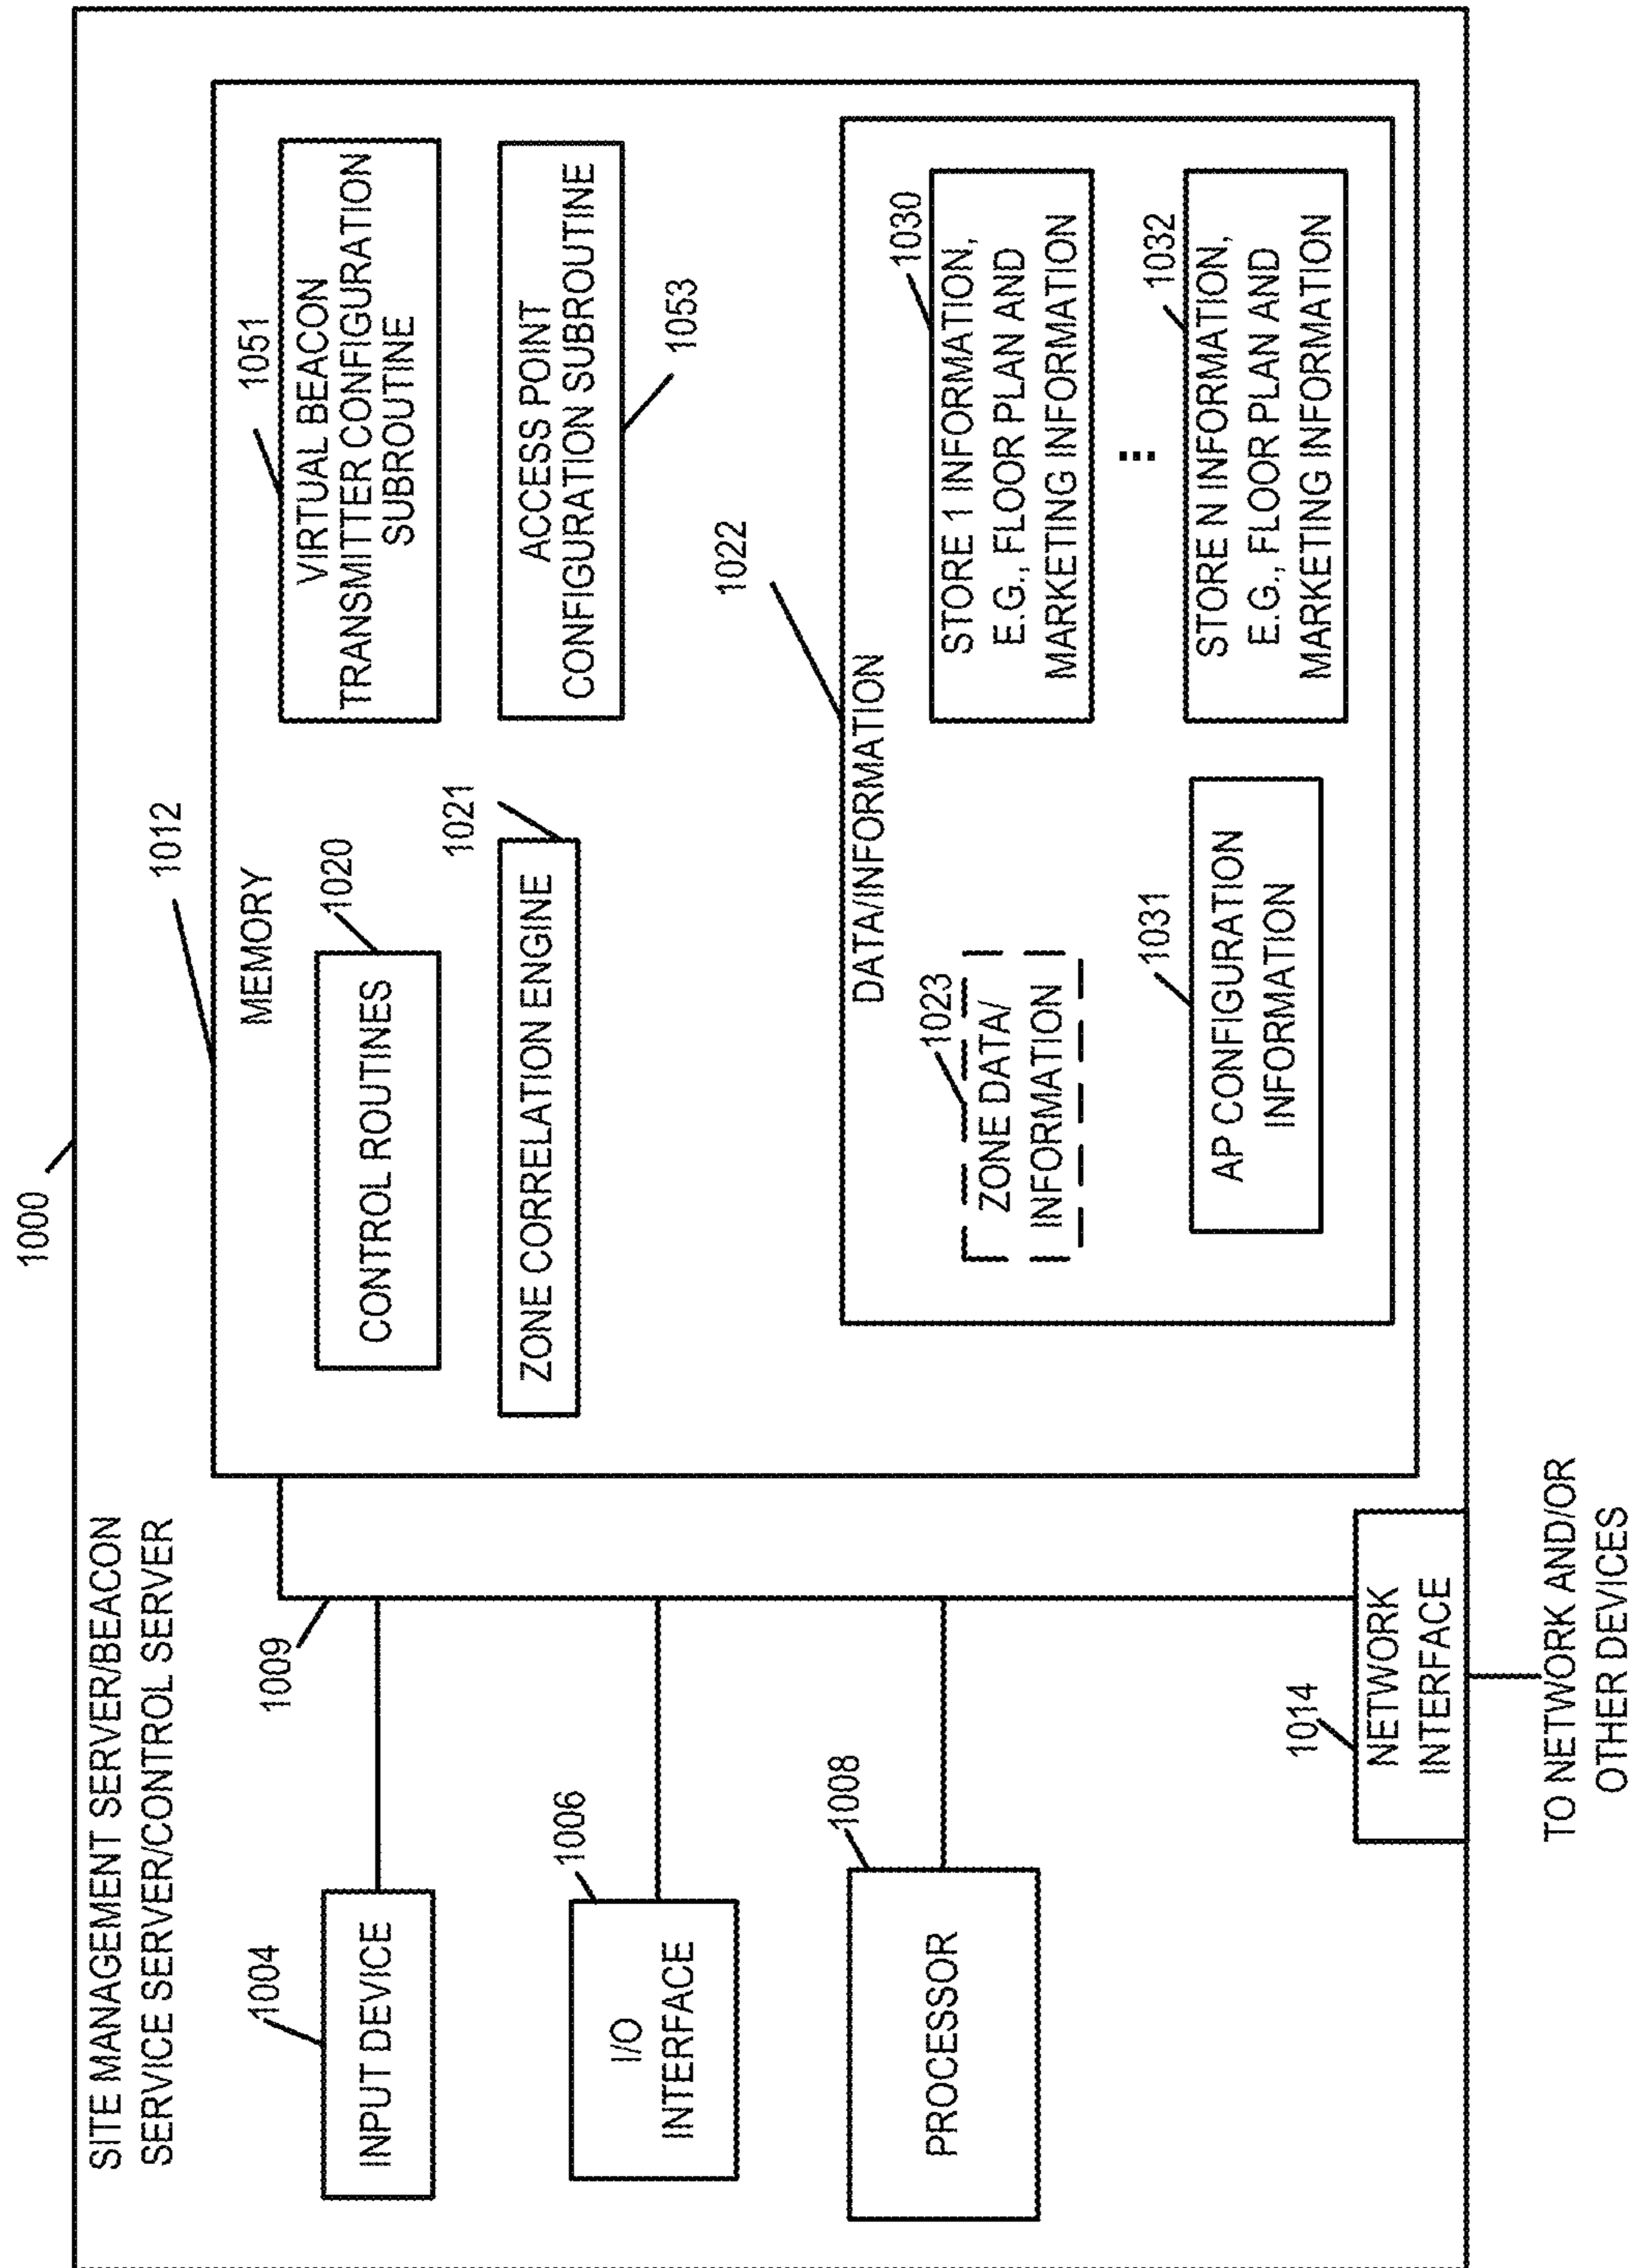 1000
SITE MANAGEMENT SERVER/BEACON
SERVICE SERVER/CONTROL SERVER
1004
INPUT DEVICE
1006
I/O
INTERFACE
1008
PROCESSOR
1009
1014
NETWORK
INTERFACE
TO NETWORK AND/OR
OTHER DEVICES
1012
MEMORY
1020
CONTROL ROUTINES
1021
ZONE CORRELATION ENGINE
1051
VIRTUAL BEACON
TRANSMITTER CONFIGURATION
SUBROUTINE
ACCESS POINT
CONFIGURATION SUBROUTINE
1053
1022
DATA/INFORMATION
1023
ZONE DATA/
INFORMATION
1031
AP CONFIGURATION
INFORMATION
1030
STORE 1 INFORMATION,
E.G., FLOOR PLAN AND
MARKETING INFORMATION
...
1032
STORE N INFORMATION,
E.G., FLOOR PLAN AND
MARKETING INFORMATION